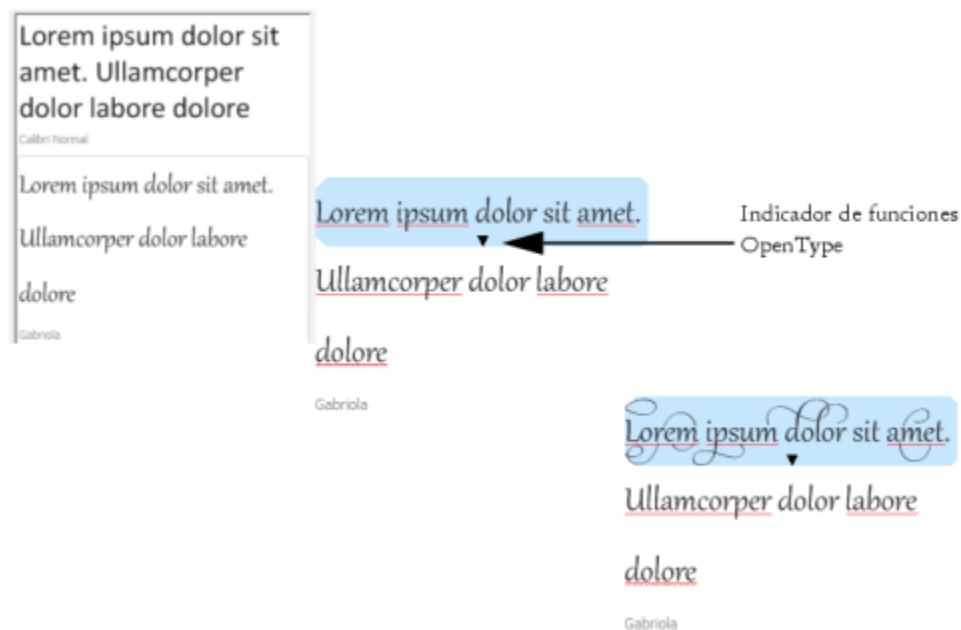 Lorem ipsum dolor sit
amet. Ullamcorper
dolor labore dolore
Calibri Normal
Lorem ipsum dolor sit amet.
Ullamcorper dolor labore
dolore
Gabriola
Lorem ipsum dolor sit amet.
Ullamcorper dolor labore
dolore
Gabriola
Indicador de funciones
OpenType
Lorem ipsum dolor sit amet.
Ullamcorper dolor labore
dolore
Gabriola